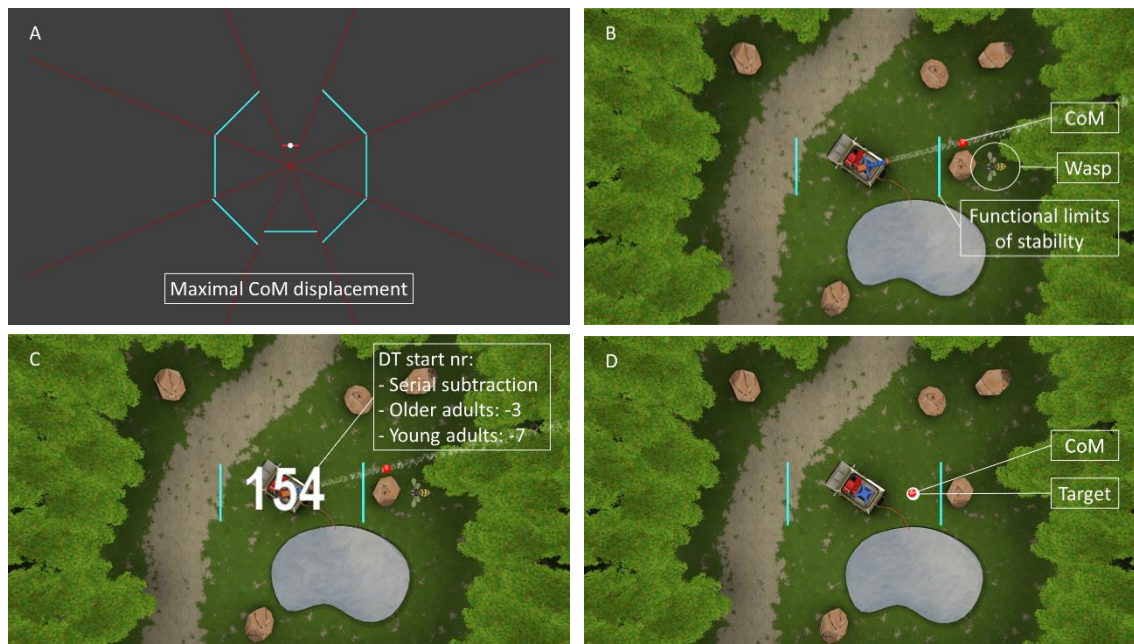 A
Maximal CoM displacement
B
CoM
Wasp
Functional limits
of stability
C
DT start nr:
- Serial subtraction
- Older adults: -3
- Young adults: -7
154
D
CoM
Target